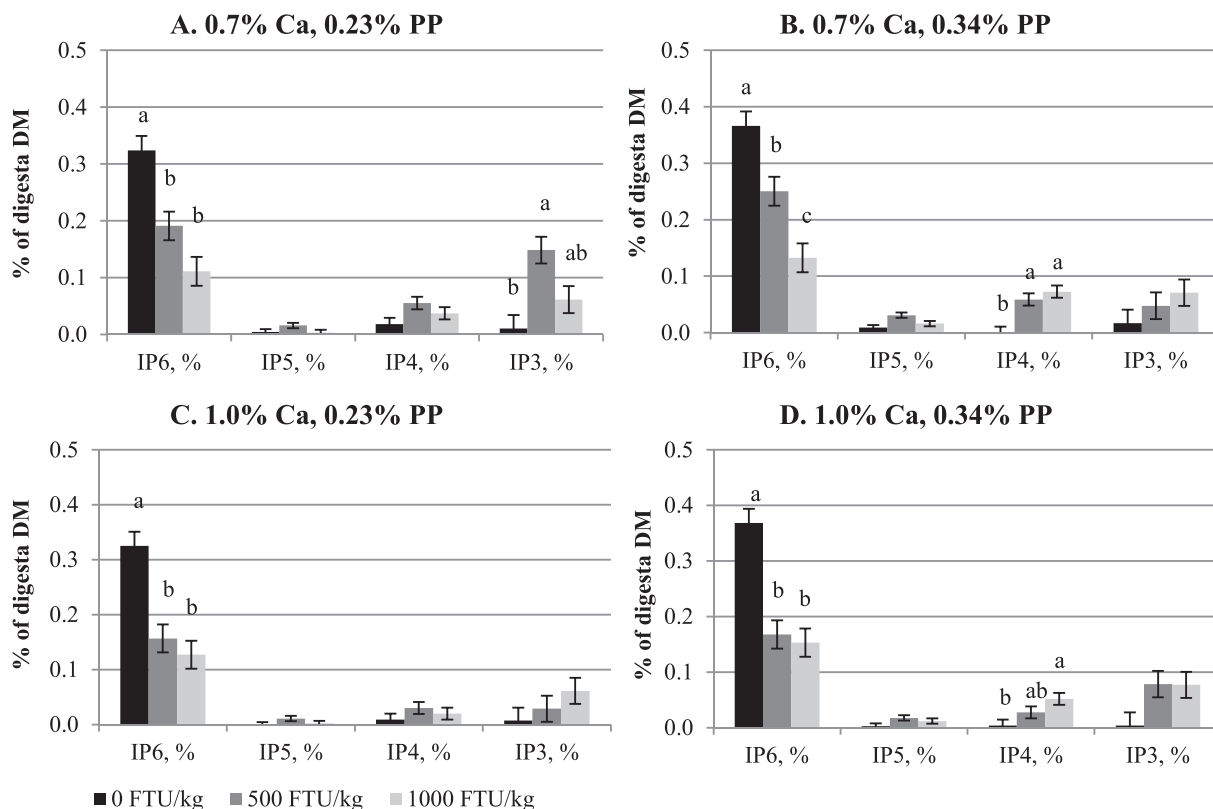 A. 0.7% Ca, 0.23% PP
% of digesta DM
0.5
0.4
0.3
0.2
0.1
0.0
a
b
b
b
a
ab
IP6, %
IP5, %
IP4, %
IP3, %
B. 0.7% Ca, 0.34% PP
% of digesta DM
0.5
0.4
0.3
0.2
0.1
0.0
a
b
c
b
a
a
IP6, %
IP5, %
IP4, %
IP3, %
C. 1.0% Ca, 0.23% PP
% of digesta DM
0.5
0.4
0.3
0.2
0.1
0.0
a
b
b
IP6, %
IP5, %
IP4, %
IP3, %
D. 1.0% Ca, 0.34% PP
% of digesta DM
0.5
0.4
0.3
0.2
0.1
0.0
a
b
b
b
ab
a
IP6, %
IP5, %
IP4, %
IP3, %
0 FTU/kg 500 FTU/kg 1000 FTU/kg